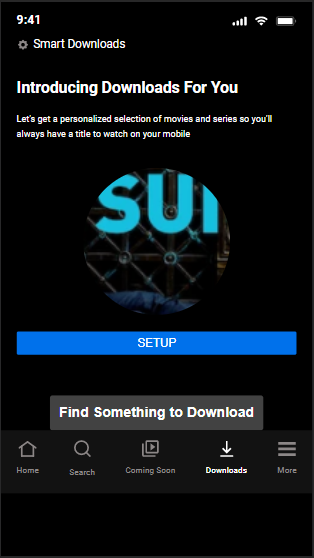 9:41
Smart Downloads
Introducing Downloads For You
Let's get a personalized selection of movies and series so you'll
always have a title to watch on your mobile
SUI
SETUP
Find Something to Download
Home
Search
Coming Soon
Downloads
More